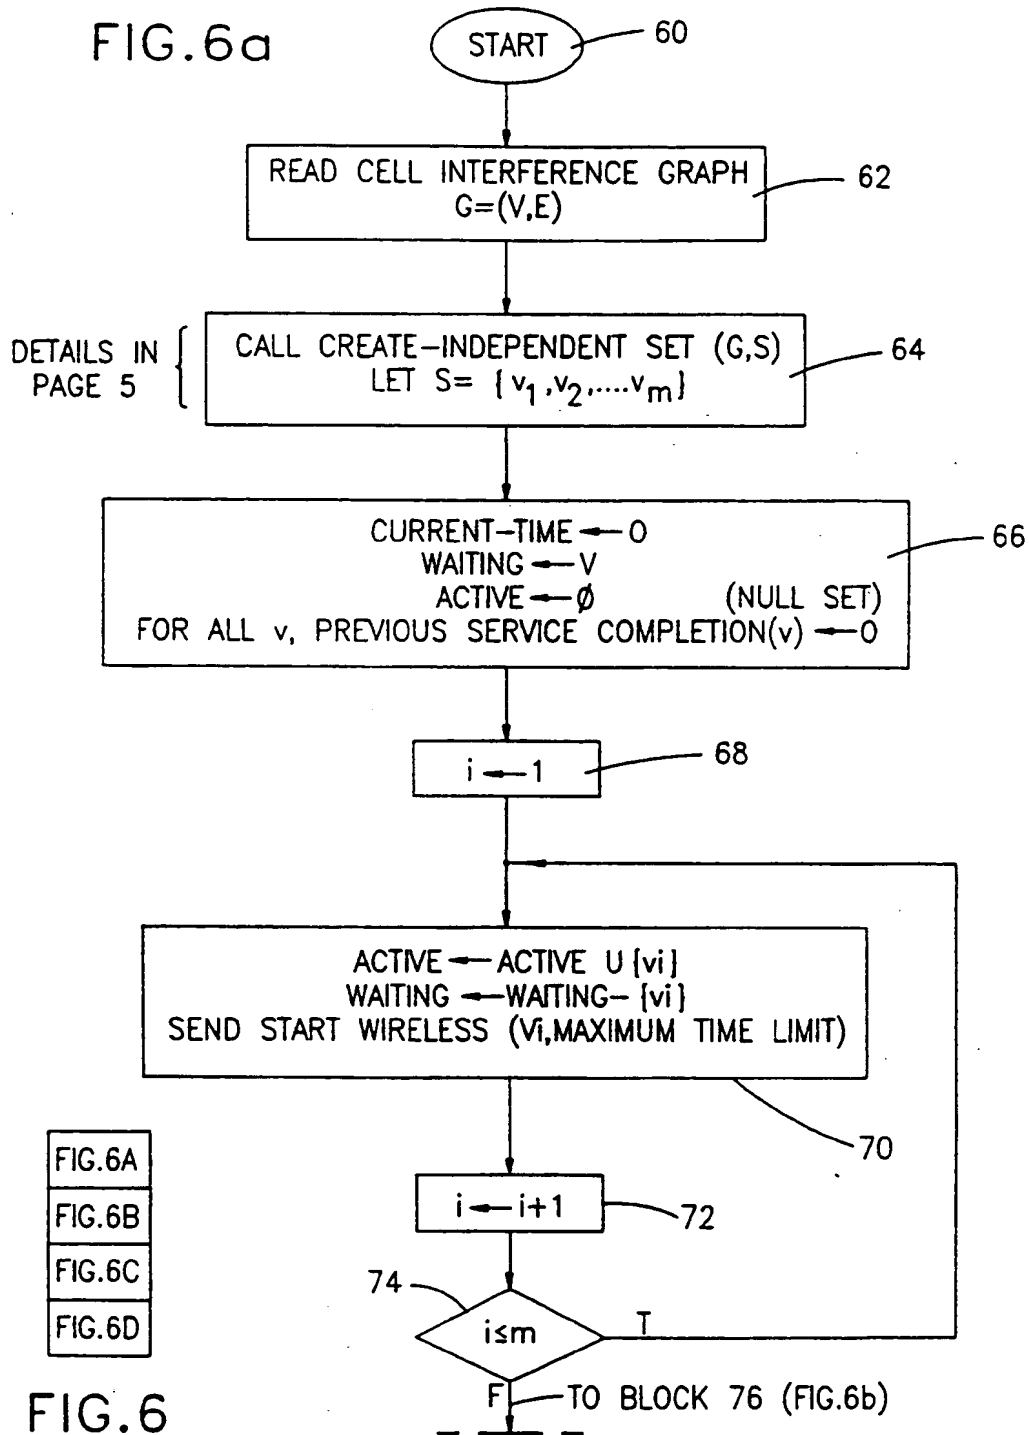 FIG.6a
START
60
READ CELL INTERFERENCE GRAPH
G=(V,E)
62
DETAILS IN
PAGE 5
CALL CREATE-INDEPENDENT SET (G,S)
LET S= {v1,v2,....vm}
64
CURRENT-TIME ← 0
WAITING ← V
ACTIVE ← ∅ (NULL SET)
FOR ALL v, PREVIOUS SERVICE COMPLETION(v) ← 0
66
i ← 1
68
ACTIVE ← ACTIVE U {vi}
WAITING ← WAITING- {vi}
SEND START WIRELESS (Vi,MAXIMUM TIME LIMIT)
70
i ← i+1
72
74
i≤m
T
F
TO BLOCK 76 (FIG.6b)
FIG.6A
FIG.6B
FIG.6C
FIG.6D
FIG.6